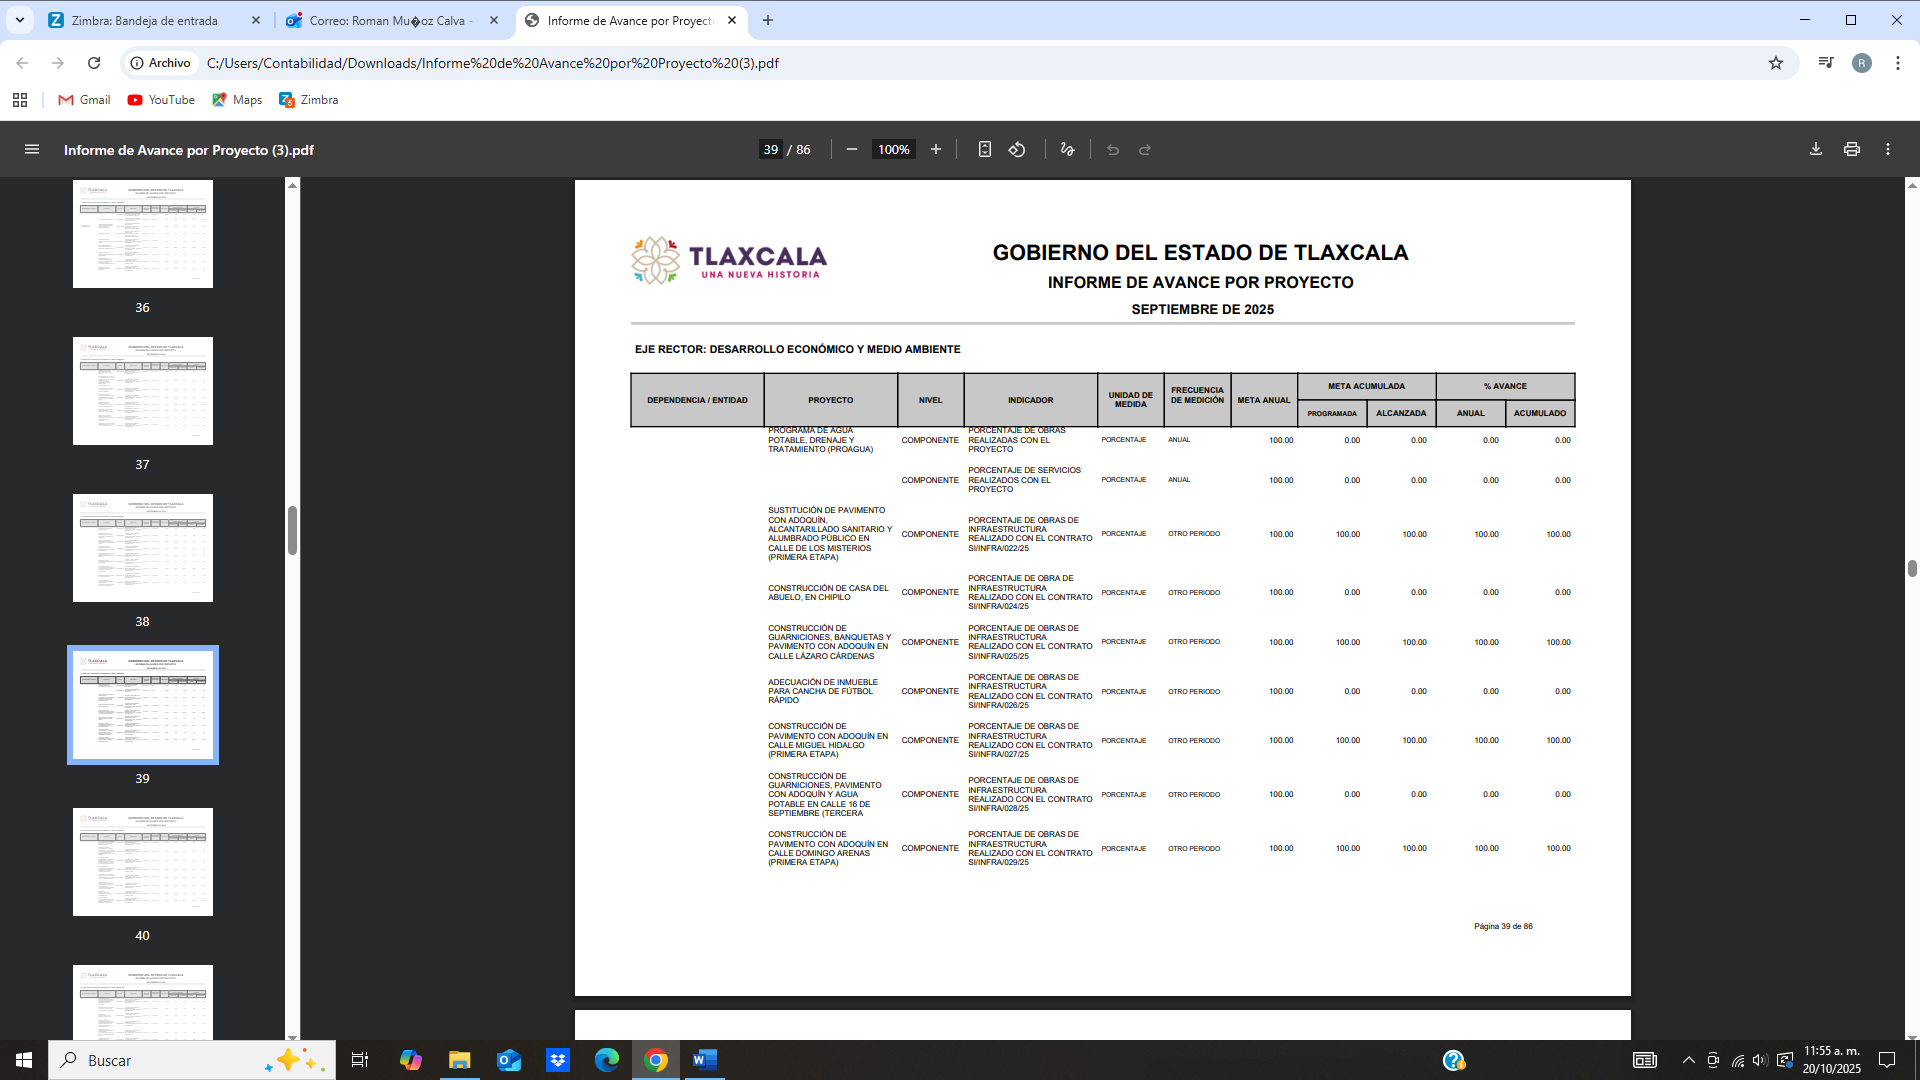 Zimbra: Bandeja de entrada
Correo: Roman Mu�oz Calva -
Informe de Avance por Proyecto
Archivo
C:/Users/Contabilidad/Downloads/Informe%20de%20Avance%20por%20Proyecto%20(3).pdf
R
Gmail
YouTube
Maps
Zimbra
Informe de Avance por Proyecto (3).pdf
39 / 86
100%
36
37
38
39
40
TLAXCALA
UNA NUEVA HISTORIA
GOBIERNO DEL ESTADO DE TLAXCALA
INFORME DE AVANCE POR PROYECTO
SEPTIEMBRE DE 2025
EJE RECTOR: DESARROLLO ECONÓMICO Y MEDIO AMBIENTE
DEPENDENCIA / ENTIDAD
PROYECTO
NIVEL
INDICADOR
UNIDAD DE
MEDIDA
FRECUENCIA
DE MEDICIÓN
META ANUAL
META ACUMULADA
PROGRAMADA
ALCANZADA
% AVANCE
ANUAL
ACUMULADO
PROGRAMA DE AGUA
POTABLE, DRENAJE Y
TRATAMIENTO (PROAGUA)
COMPONENTE
PORCENTAJE DE OBRAS
REALIZADAS CON EL
PROYECTO
PORCENTAJE
ANUAL
100.00 0.00 0.00 0.00 0.00
COMPONENTE
PORCENTAJE DE SERVICIOS
REALIZADOS CON EL
PROYECTO
PORCENTAJE
ANUAL
100.00 0.00 0.00 0.00 0.00
SUSTITUCIÓN DE PAVIMENTO
CON ADOQUÍN,
ALCANTARILLADO SANITARIO Y
ALUMBRADO PÚBLICO EN
CALLE DE LOS MISTERIOS
(PRIMERA ETAPA)
COMPONENTE
PORCENTAJE DE OBRAS DE
INFRAESTRUCTURA
REALIZADO CON EL CONTRATO
SI/INFRA/022/25
PORCENTAJE
OTRO PERIODO
100.00 100.00 100.00 100.00 100.00
CONSTRUCCIÓN DE CASA DEL
ABUELO, EN CHIPILO
COMPONENTE
PORCENTAJE DE OBRA DE
INFRAESTRUCTURA
REALIZADO CON EL CONTRATO
SI/INFRA/024/25
PORCENTAJE
OTRO PERIODO
100.00 0.00 0.00 0.00 0.00
CONSTRUCCIÓN DE
GUARNICIONES, BANQUETAS Y
PAVIMENTO CON ADOQUÍN EN
CALLE LÁZARO CÁRDENAS
COMPONENTE
PORCENTAJE DE OBRAS DE
INFRAESTRUCTURA
REALIZADO CON EL CONTRATO
SI/INFRA/025/25
PORCENTAJE
OTRO PERIODO
100.00 100.00 100.00 100.00 100.00
ADECUACIÓN DE INMUEBLE
PARA CANCHA DE FÚTBOL
RÁPIDO
COMPONENTE
PORCENTAJE DE OBRAS DE
INFRAESTRUCTURA
REALIZADO CON EL CONTRATO
SI/INFRA/026/25
PORCENTAJE
OTRO PERIODO
100.00 0.00 0.00 0.00 0.00
CONSTRUCCIÓN DE
PAVIMENTO CON ADOQUÍN EN
CALLE MIGUEL HIDALGO
(PRIMERA ETAPA)
COMPONENTE
PORCENTAJE DE OBRAS DE
INFRAESTRUCTURA
REALIZADO CON EL CONTRATO
SI/INFRA/027/25
PORCENTAJE
OTRO PERIODO
100.00 100.00 100.00 100.00 100.00
CONSTRUCCIÓN DE
GUARNICIONES, PAVIMENTO
CON ADOQUÍN Y AGUA
POTABLE EN CALLE 16 DE
SEPTIEMBRE (TERCERA
COMPONENTE
PORCENTAJE DE OBRAS DE
INFRAESTRUCTURA
REALIZADO CON EL CONTRATO
SI/INFRA/028/25
PORCENTAJE
OTRO PERIODO
100.00 0.00 0.00 0.00 0.00
CONSTRUCCIÓN DE
PAVIMENTO CON ADOQUÍN EN
CALLE DOMINGO ARENAS
(PRIMERA ETAPA)
COMPONENTE
PORCENTAJE DE OBRAS DE
INFRAESTRUCTURA
REALIZADO CON EL CONTRATO
SI/INFRA/029/25
PORCENTAJE
OTRO PERIODO
100.00 100.00 100.00 100.00 100.00
Página 39 de 86
Buscar
11:55 a. m.
20/10/2025